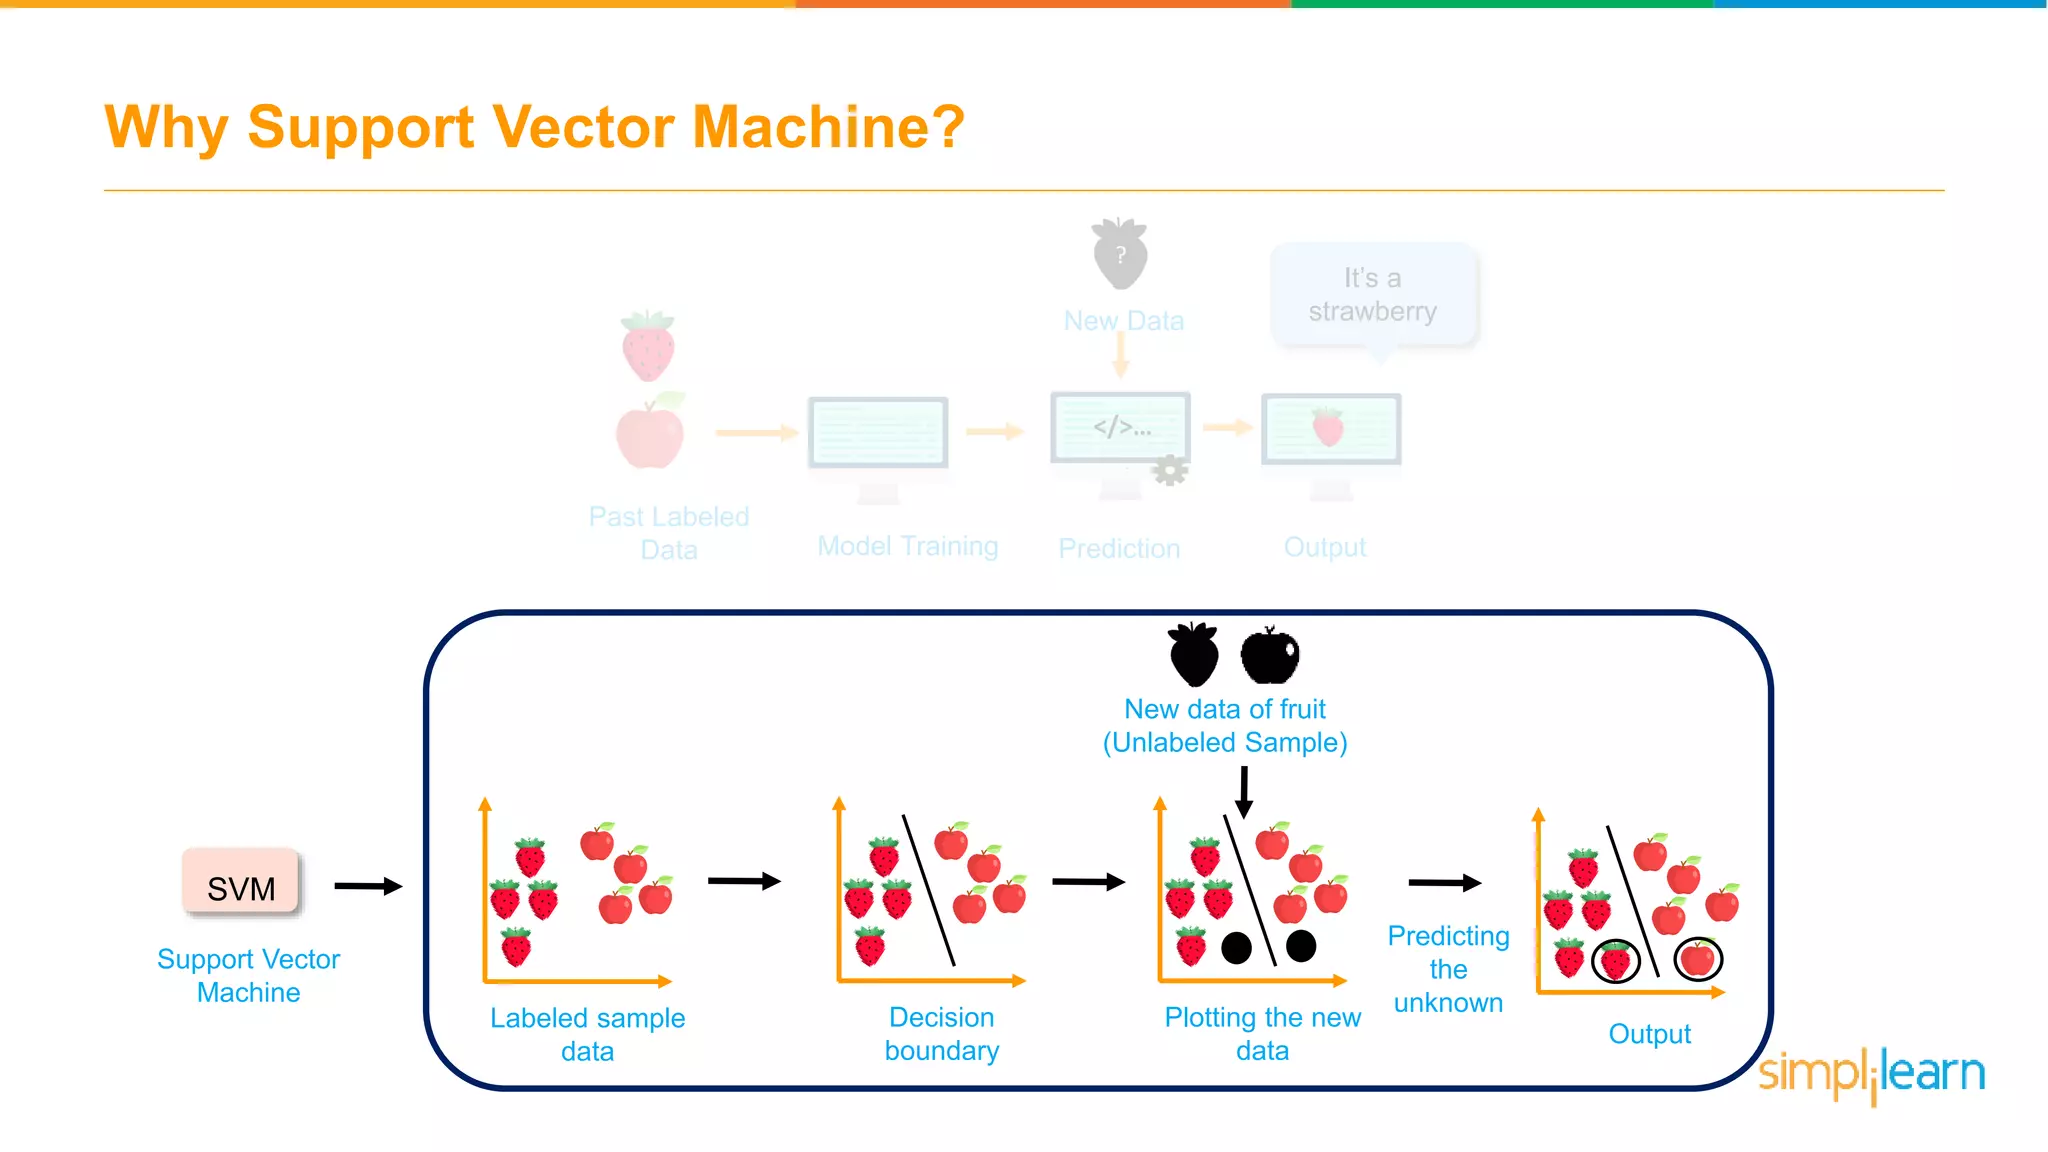 Why Support Vector Machine?
?
New Data
It's a
strawberry
</>...
Past Labeled
Data
Model Training
Prediction
Output
New data of fruit
(Unlabeled Sample)
SVM
Support Vector
Machine
Labeled sample
data
Decision
boundary
Plotting the new
data
Predicting
the
unknown
Output
simplilearn